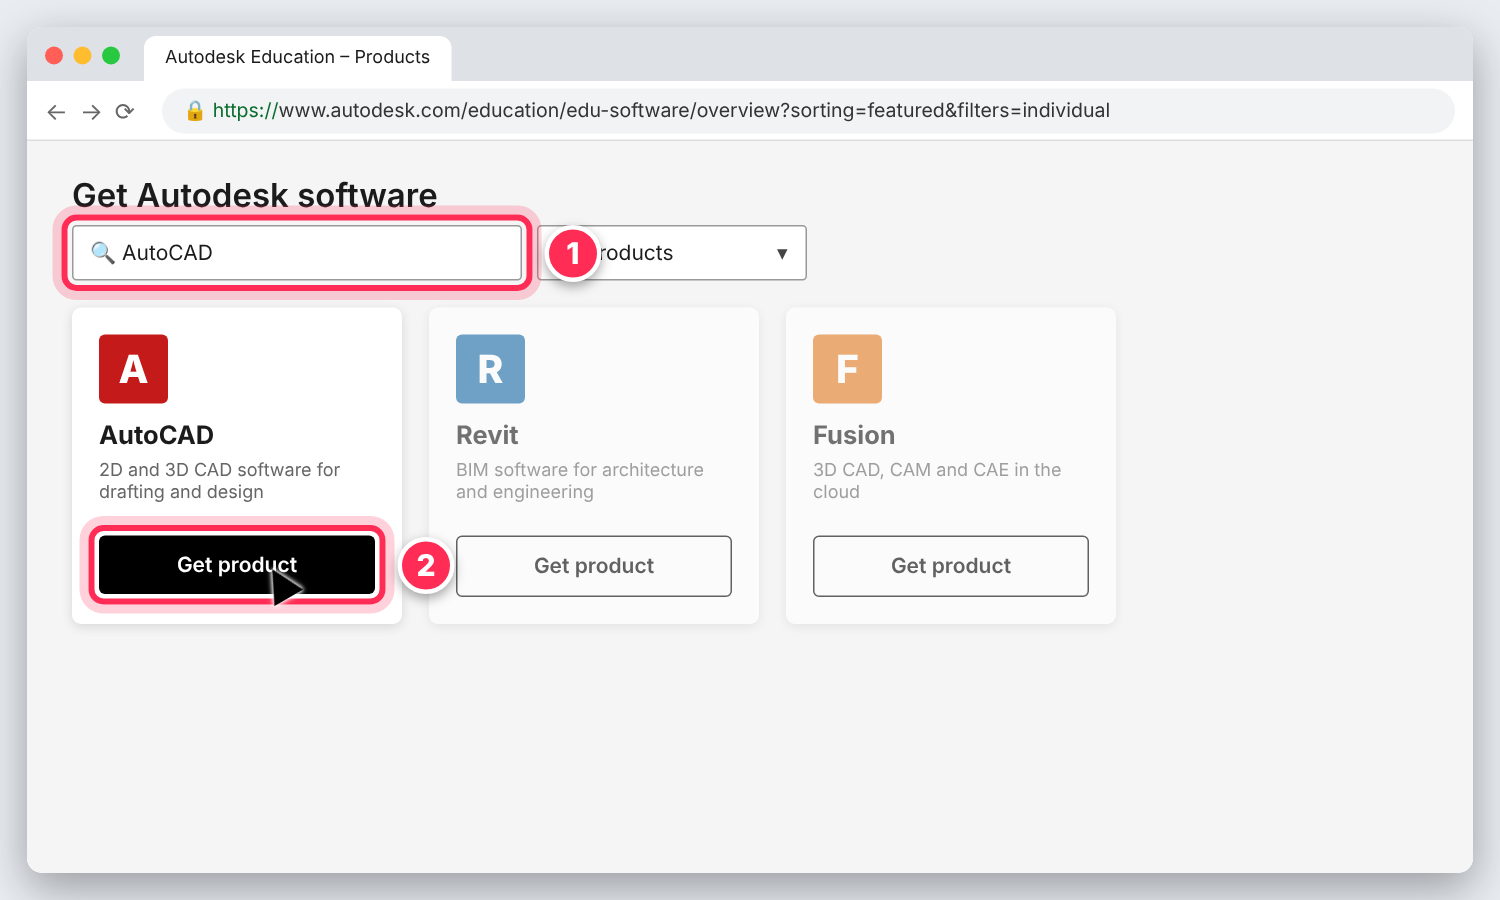 Autodesk Education – Products
https://www.autodesk.com/education/edu-software/overview?sorting=featured&filters=individual
Get Autodesk software
AutoCAD
1
roducts
A
AutoCAD
2D and 3D CAD software for
drafting and design
Get product
2
R
Revit
BIM software for architecture
and engineering
Get product
F
Fusion
3D CAD, CAM and CAE in the
cloud
Get product